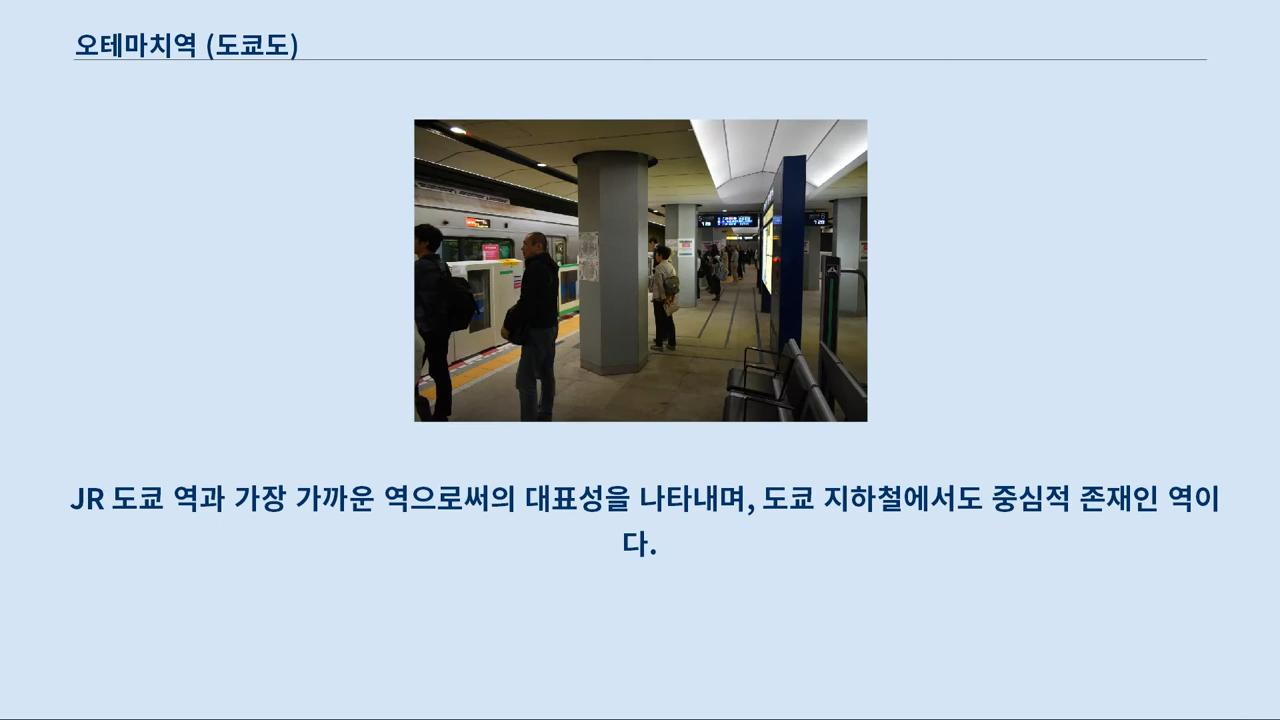 오테마치역 (도쿄도)
JR 도쿄 역과 가장 가까운 역으로써의 대표성을 나타내며, 도쿄 지하철에서도 중심적 존재인 역이
다.